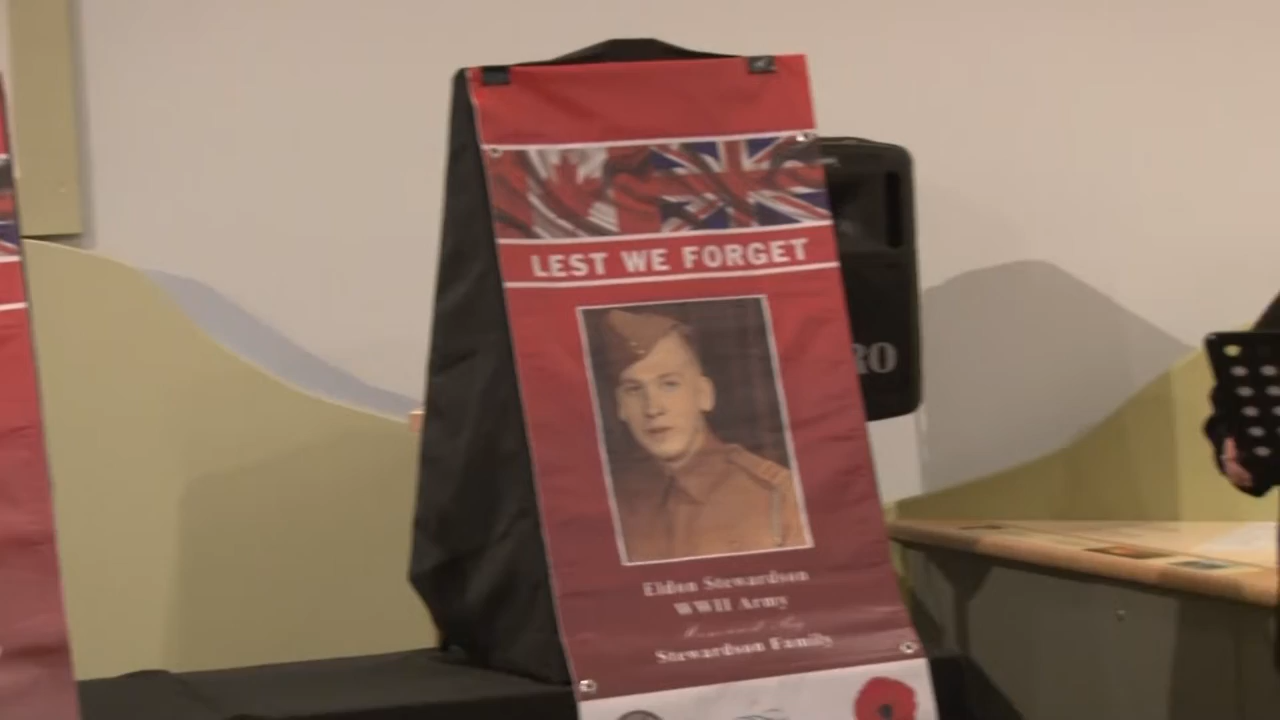 LEST WE FORGET
RO
Eldon Stewardson
WWII Army
Stewardson Family